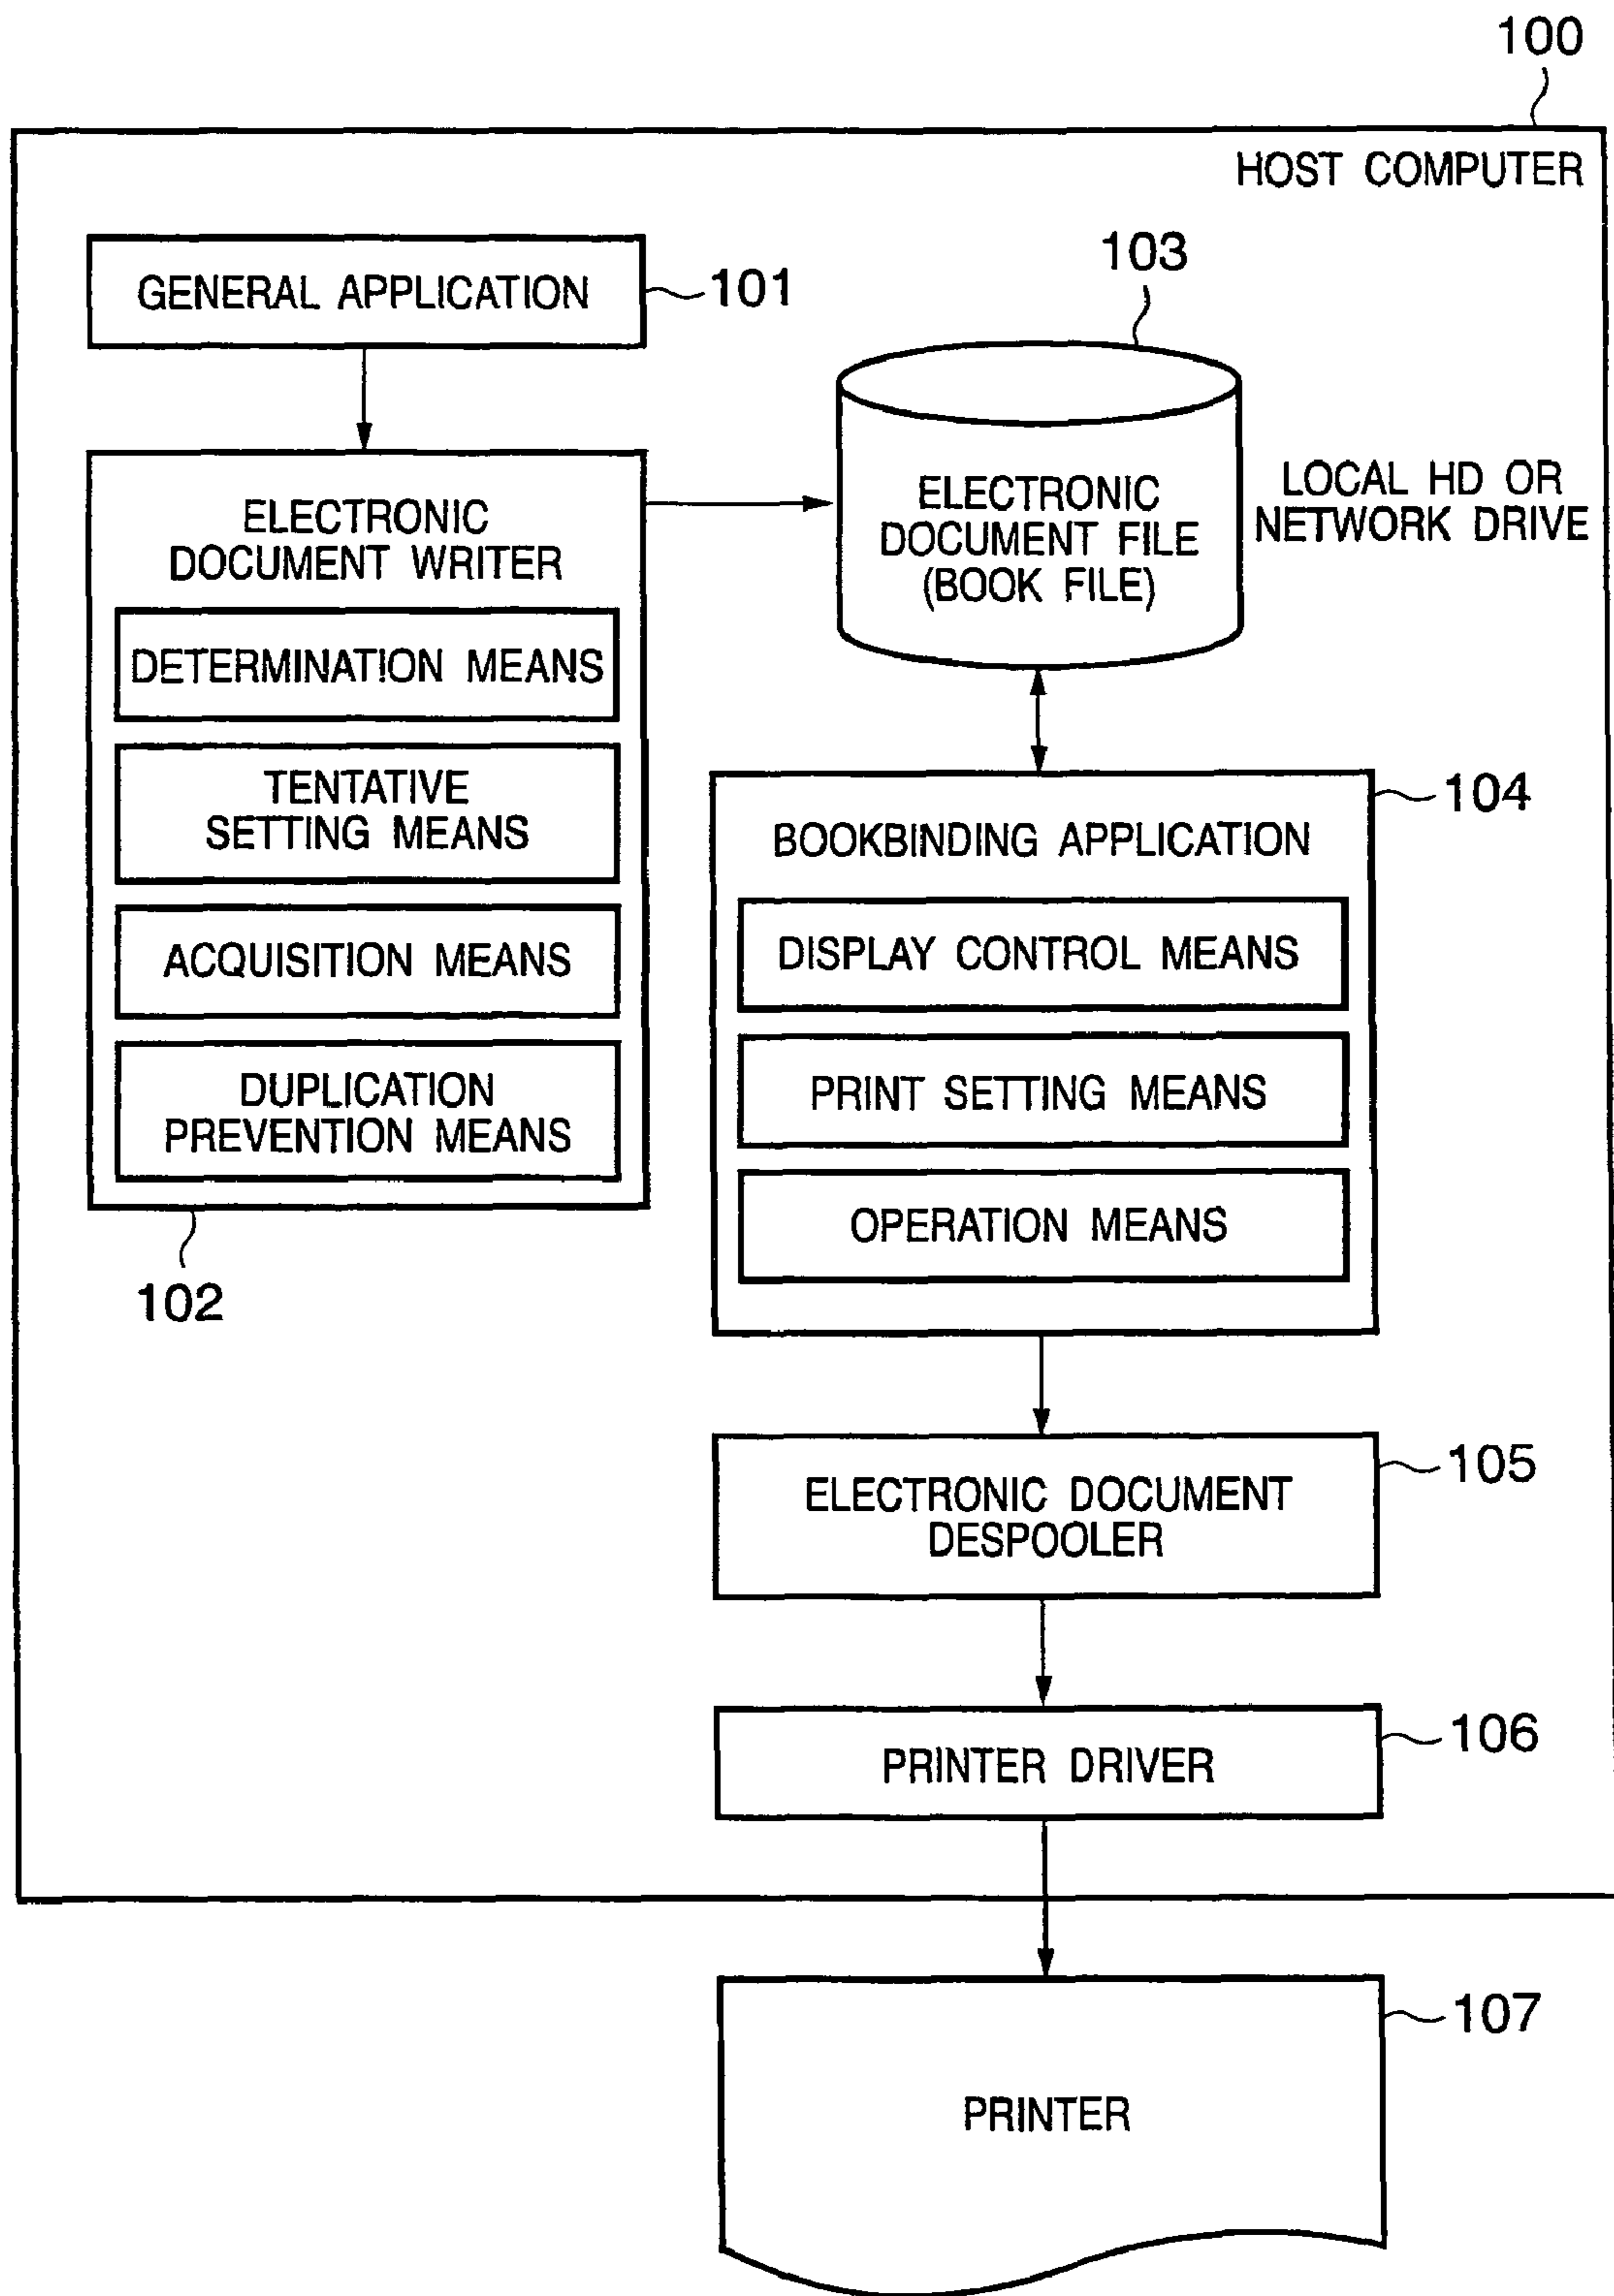 100
HOST COMPUTER
GENERAL APPLICATION
101
103
ELECTRONIC
DOCUMENT WRITER
DETERMINATION MEANS
TENTATIVE
SETTING MEANS
ACQUISITION MEANS
DUPLICATION
PREVENTION MEANS
102
ELECTRONIC
DOCUMENT FILE
(BOOK FILE)
LOCAL HD OR
NETWORK DRIVE
104
BOOKBINDING APPLICATION
DISPLAY CONTROL MEANS
PRINT SETTING MEANS
OPERATION MEANS
105
ELECTRONIC DOCUMENT
DESPOOLER
106
PRINTER DRIVER
107
PRINTER